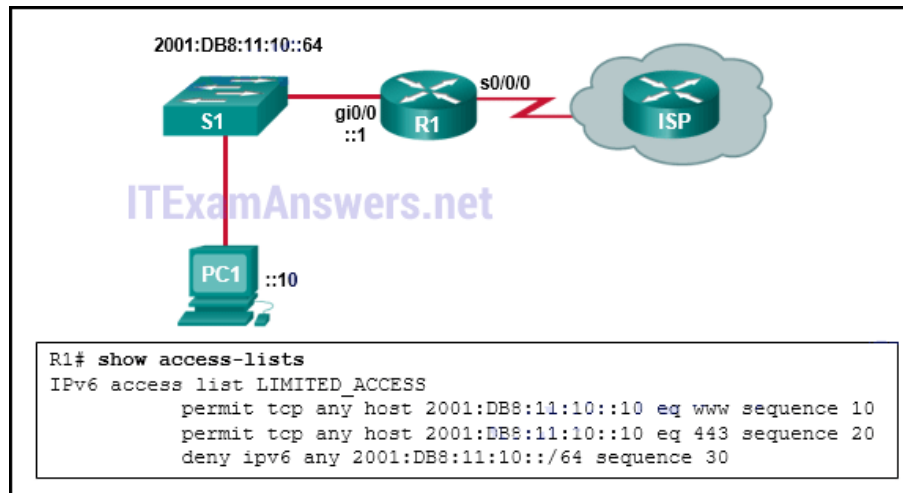 2001:DB8:11:10::64
S1
gi0/0
::1
R1
s0/0/0
ISP
ITExamAnswers.net
PC1
::10
R1# show access-lists
IPv6 access list LIMITED_ACCESS
permit tcp any host 2001:DB8:11:10::10 eq www sequence 10
permit tcp any host 2001:DB8:11:10::10 eq 443 sequence 20
deny ipv6 any 2001:DB8:11:10::/64 sequence 30